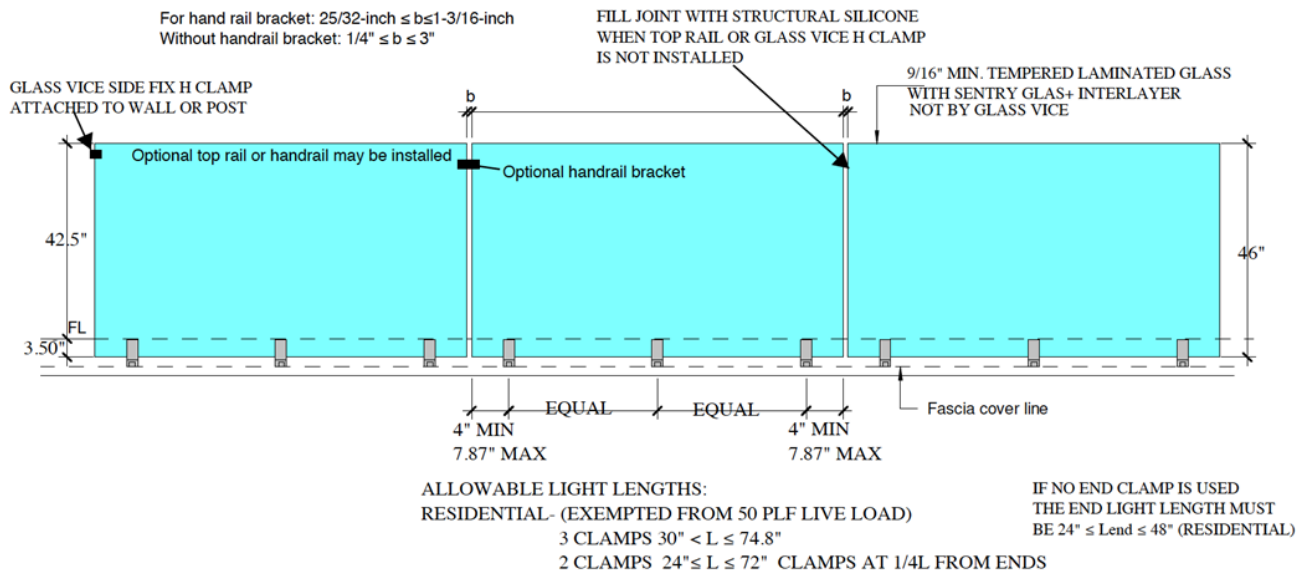 For hand rail bracket: 25/32-inch ≤ b≤1-3/16-inch
Without handrail bracket: 1/4" ≤ b ≤ 3"
FILL JOINT WITH STRUCTURAL SILICONE
WHEN TOP RAIL OR GLASS VICE H CLAMP
IS NOT INSTALLED
9/16" MIN. TEMPERED LAMINATED GLASS
WITH SENTRY GLAS+ INTERLAYER
NOT BY GLASS VICE
GLASS VICE SIDE FIX H CLAMP
ATTACHED TO WALL OR POST
b
b
Optional top rail or handrail may be installed
Optional handrail bracket
42.5"
46"
FL
3.50"
EQUAL
EQUAL
Fascia cover line
4" MIN
7.87" MAX
4" MIN
7.87" MAX
ALLOWABLE LIGHT LENGTHS:
RESIDENTIAL- (EXEMPTED FROM 50 PLF LIVE LOAD)
3 CLAMPS 30" < L ≤ 74.8"
2 CLAMPS 24"≤ L ≤ 72" CLAMPS AT 1/4L FROM ENDS
IF NO END CLAMP IS USED
THE END LIGHT LENGTH MUST
BE 24" ≤ Lend ≤ 48" (RESIDENTIAL)